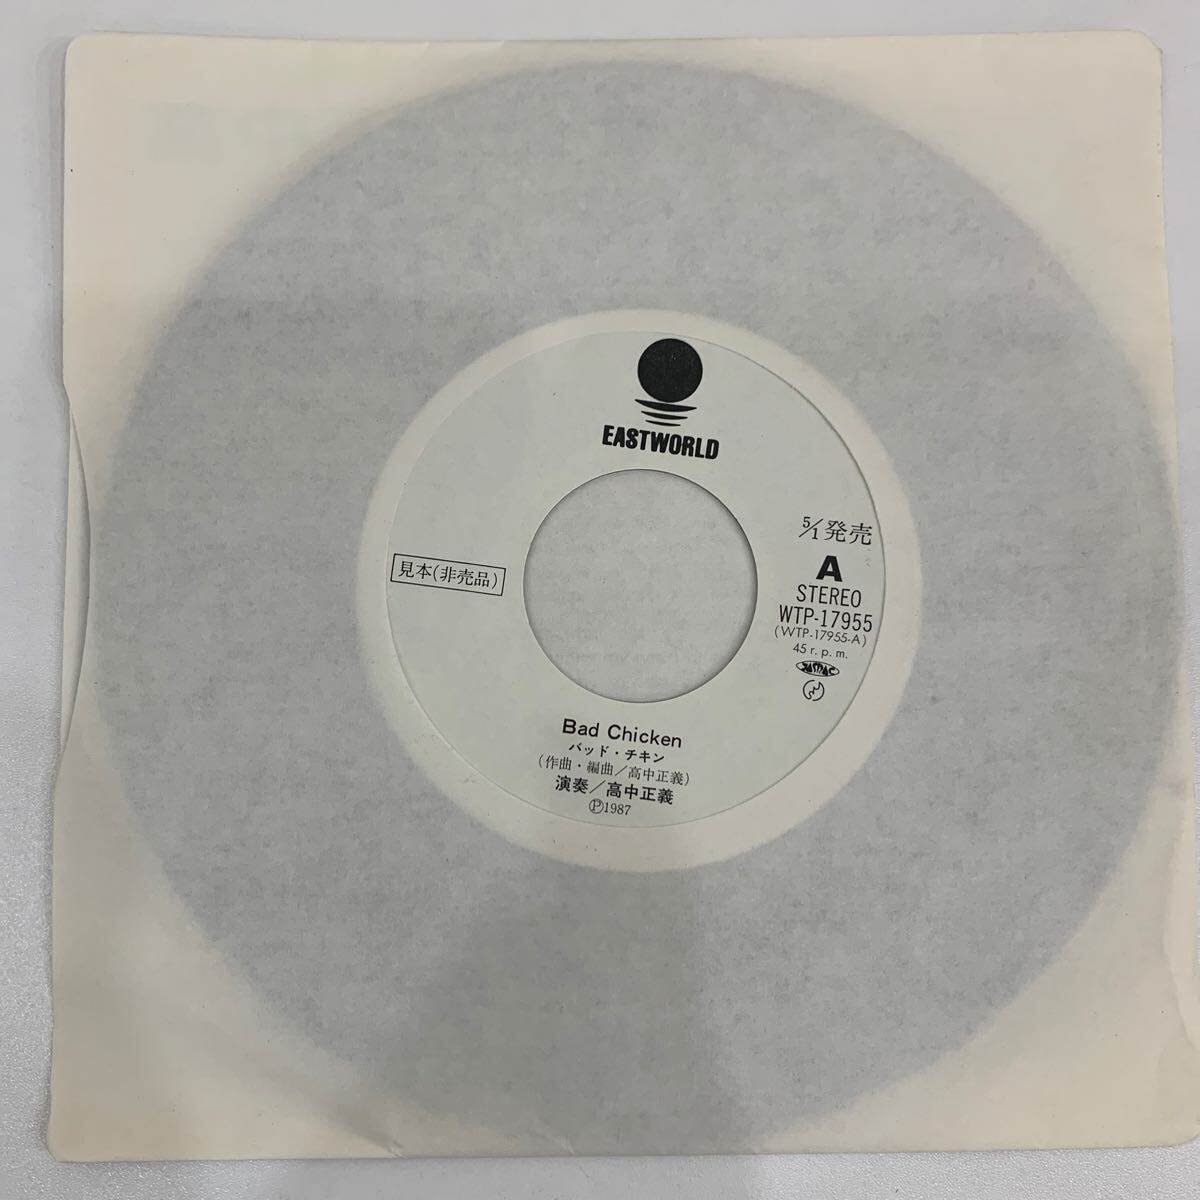 EASTWORLD
5/1発売
見本(非売品)
A
STEREO
WTP-17955
(WTP-17955-A)
45 r. p. m.
JASRAC
Bad Chicken
バッド・チキン
(作曲・編曲/高中正義)
演奏/高中正義
Ⓟ1987